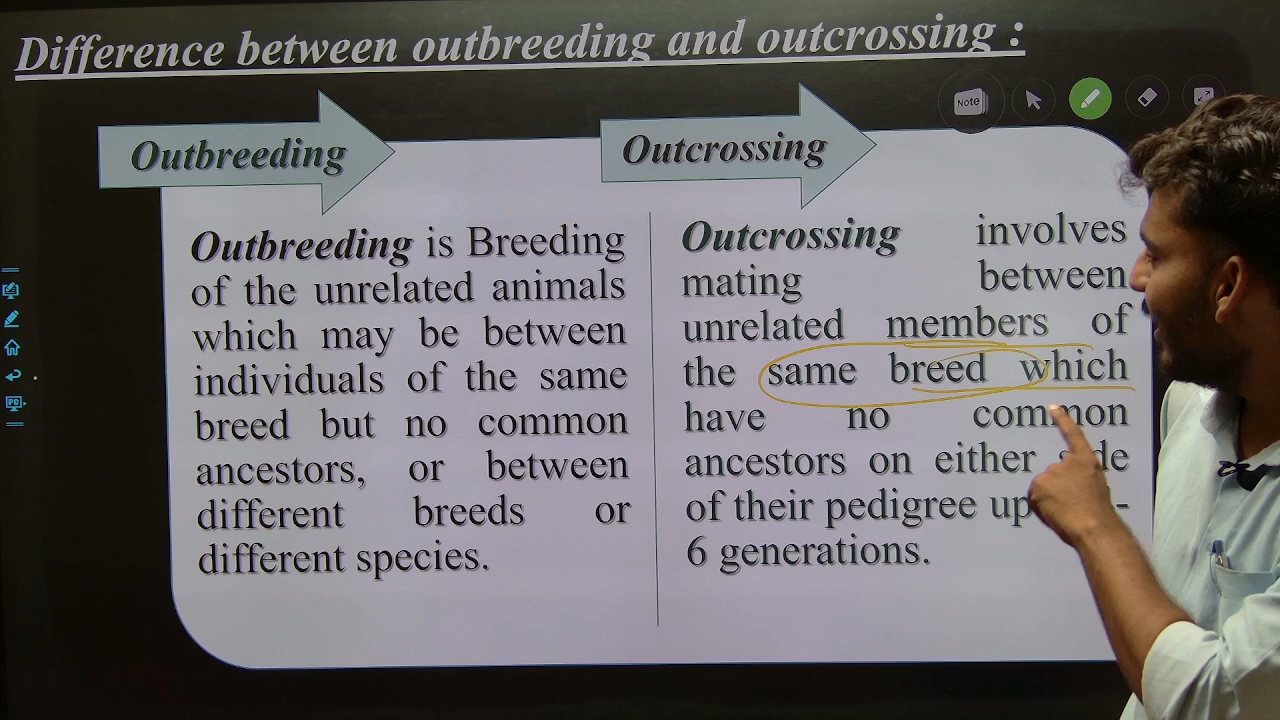 Difference between outbreeding and outcrossing :
Note
Outbreeding
Outbreeding is Breeding
of the unrelated animals
which may be between
individuals of the same
breed but no common
ancestors, or between
different breeds or
different species.
Outcrossing
Outcrossing involves
mating between
unrelated members of
the same breed which
have no common
ancestors on either side
of their pedigree up -
6 generations.
PC